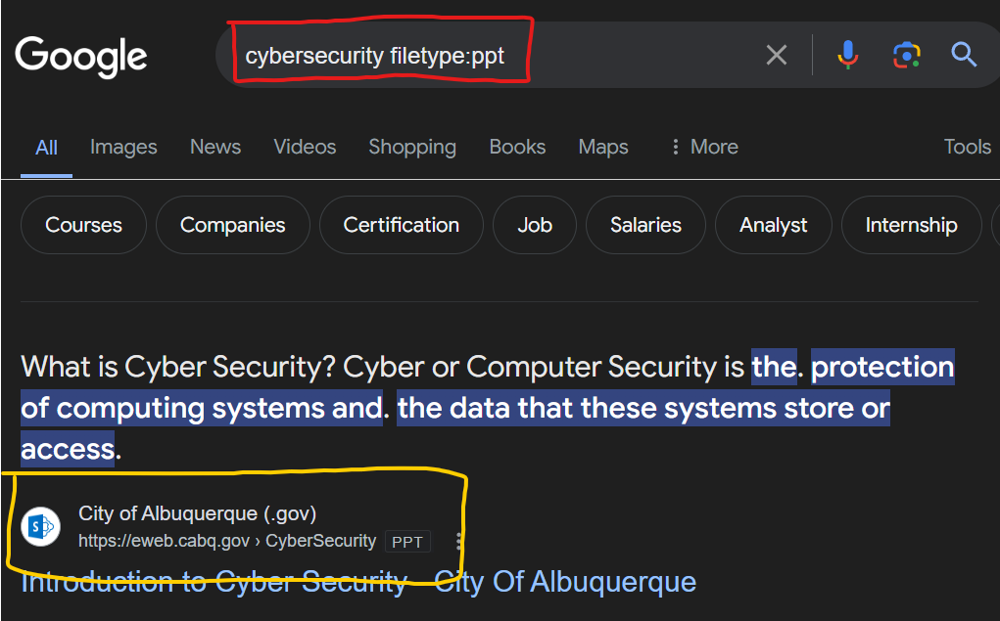 Google
cybersecurity filetype:ppt
All Images News Videos Shopping Books Maps More Tools
Courses Companies Certification Job Salaries Analyst Internship
What is Cyber Security? Cyber or Computer Security is the. protection
of computing systems and. the data that these systems store or
access.
City of Albuquerque (.gov)
https://eweb.cabq.gov › CyberSecurity PPT
Introduction to Cyber Security - City Of Albuquerque